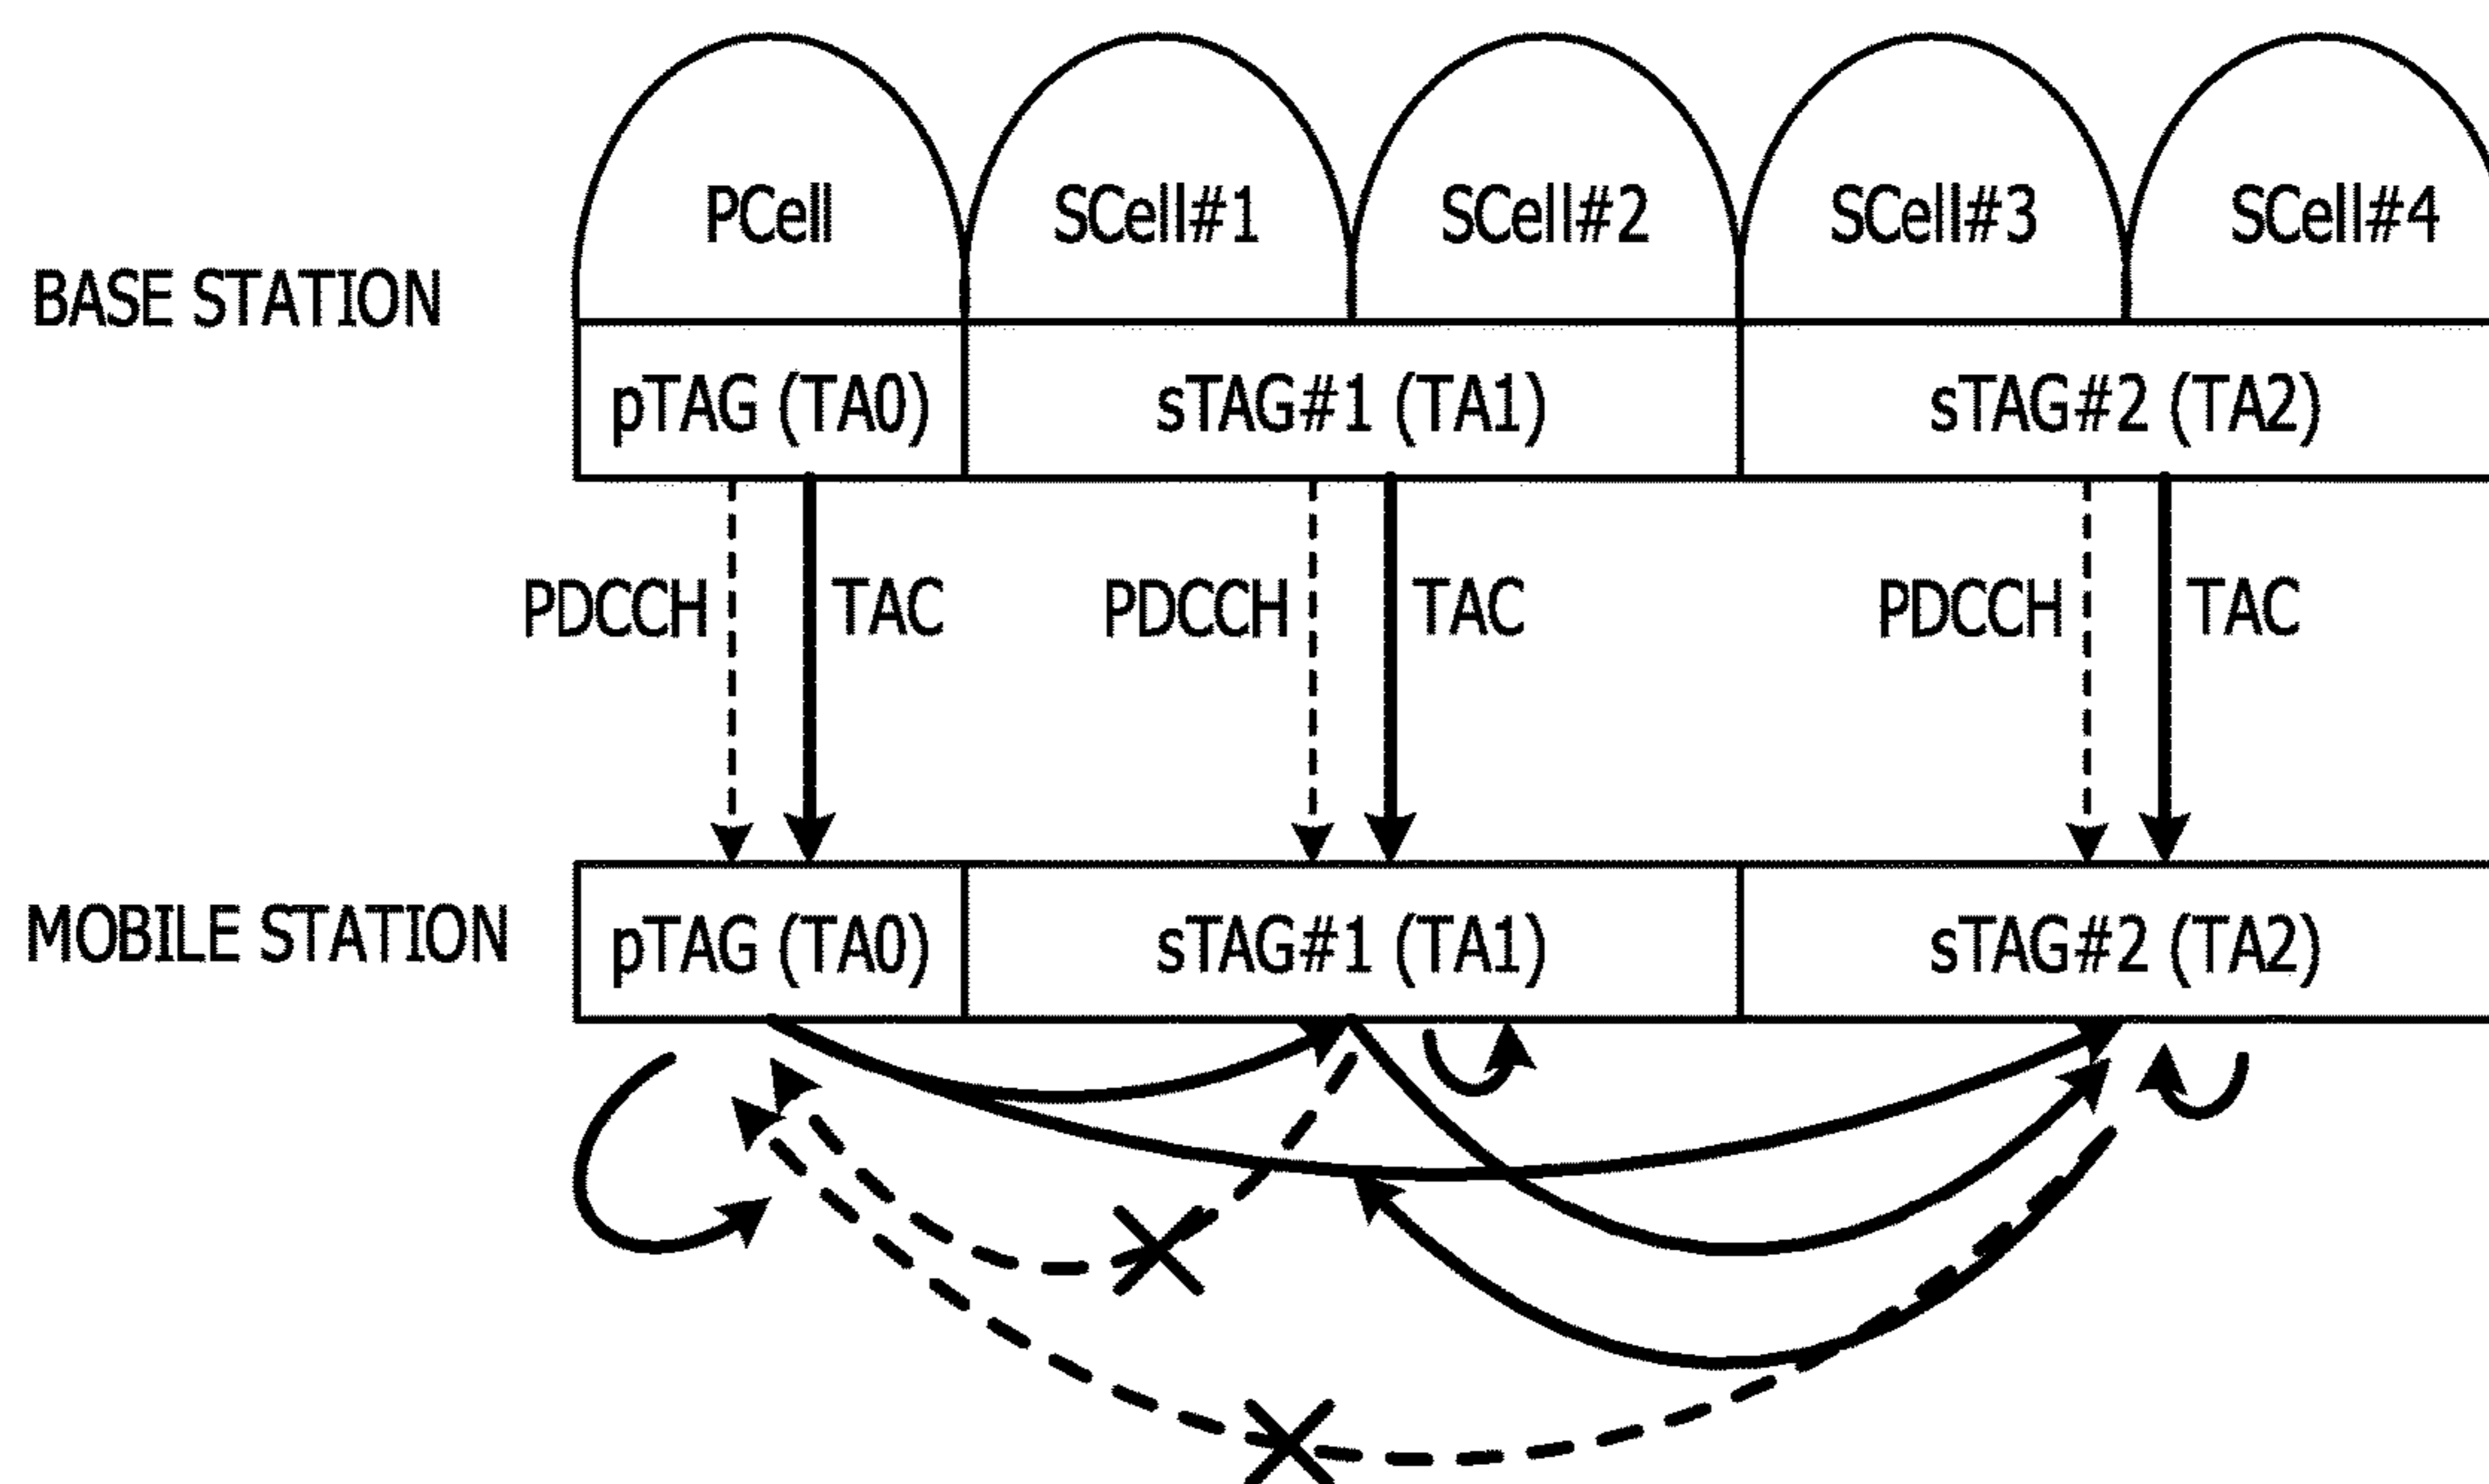 PCell SCell#1 SCell#2 SCell#3 SCell#4
BASE STATION
pTAG (TA0) sTAG#1 (TA1) sTAG#2 (TA2)
PDCCH TAC PDCCH TAC PDCCH TAC
MOBILE STATION pTAG (TA0) sTAG#1 (TA1) sTAG#2 (TA2)